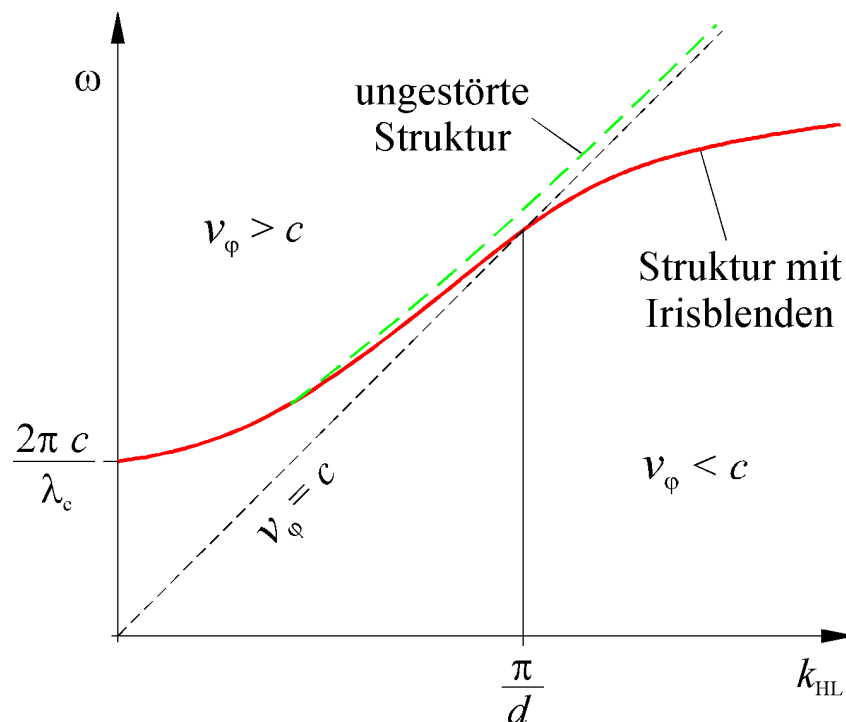 ω
ungestörte
Struktur
v_φ > c
Struktur mit
Irisblenden
2π c
λ_c
v_φ = c
v_φ < c
π
d
k_HL